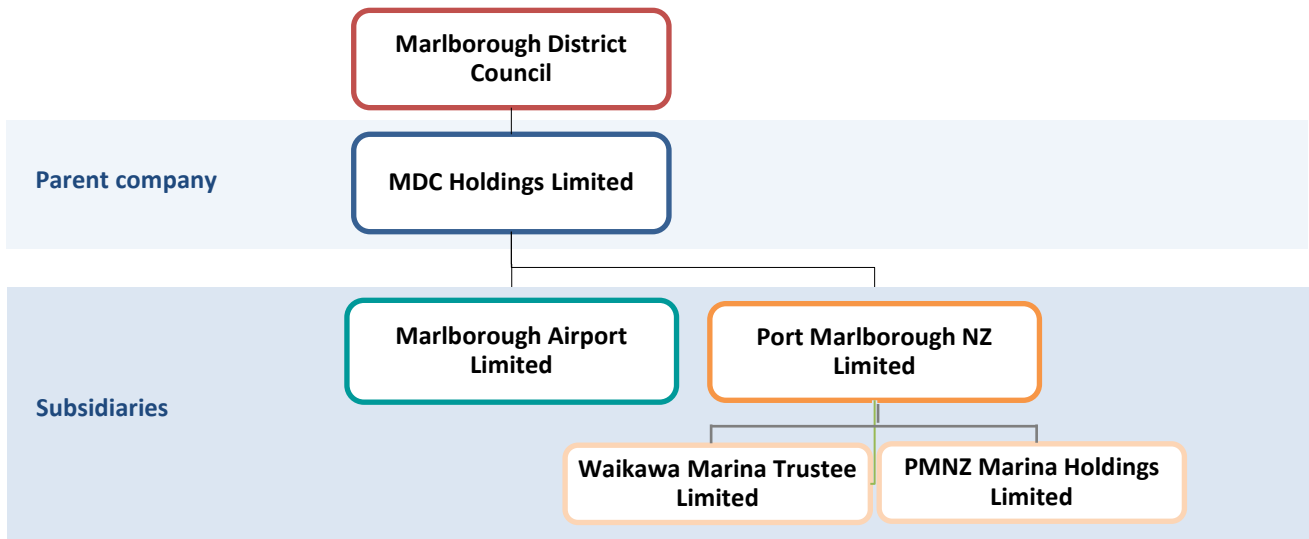 Marlborough District
Council
Parent company
MDC Holdings Limited
Marlborough Airport
Limited
Port Marlborough NZ
Limited
Subsidiaries
Waikawa Marina Trustee
Limited
PMNZ Marina Holdings
Limited